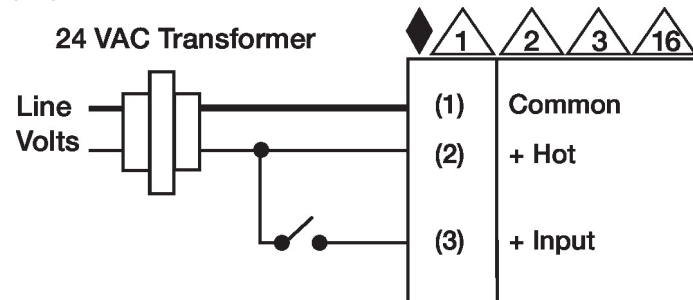 24 VAC Transformer
1 2 3 16
Line
Volts
(1) Common
(2) + Hot
(3) + Input